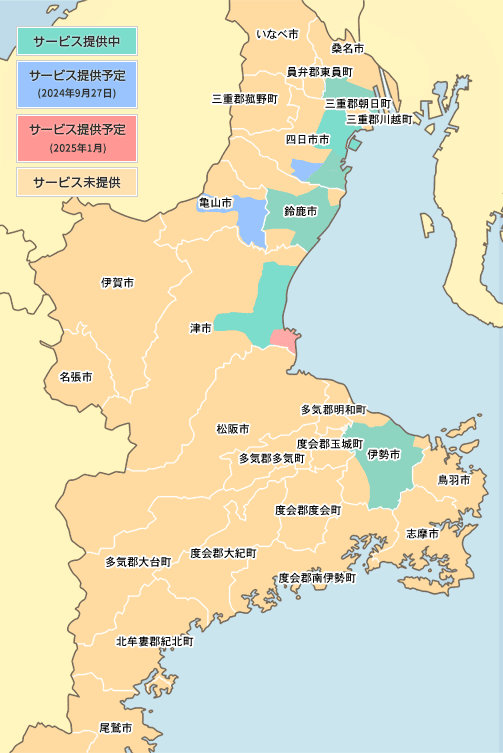 サービス提供中
サービス提供予定
(2024年9月27日)
サービス提供予定
(2025年1月)
サービス未提供
いなべ市
桑名市
員弁郡東員町
三重郡菰野町
三重郡朝日町
三重郡川越町
四日市市
亀山市
鈴鹿市
伊賀市
津市
名張市
多気郡明和町
松阪市
度会郡玉城町
伊勢市
多気郡多気町
鳥羽市
度会郡度会町
志摩市
度会郡大紀町
多気郡大台町
度会郡南伊勢町
北牟婁郡紀北町
尾鷲市